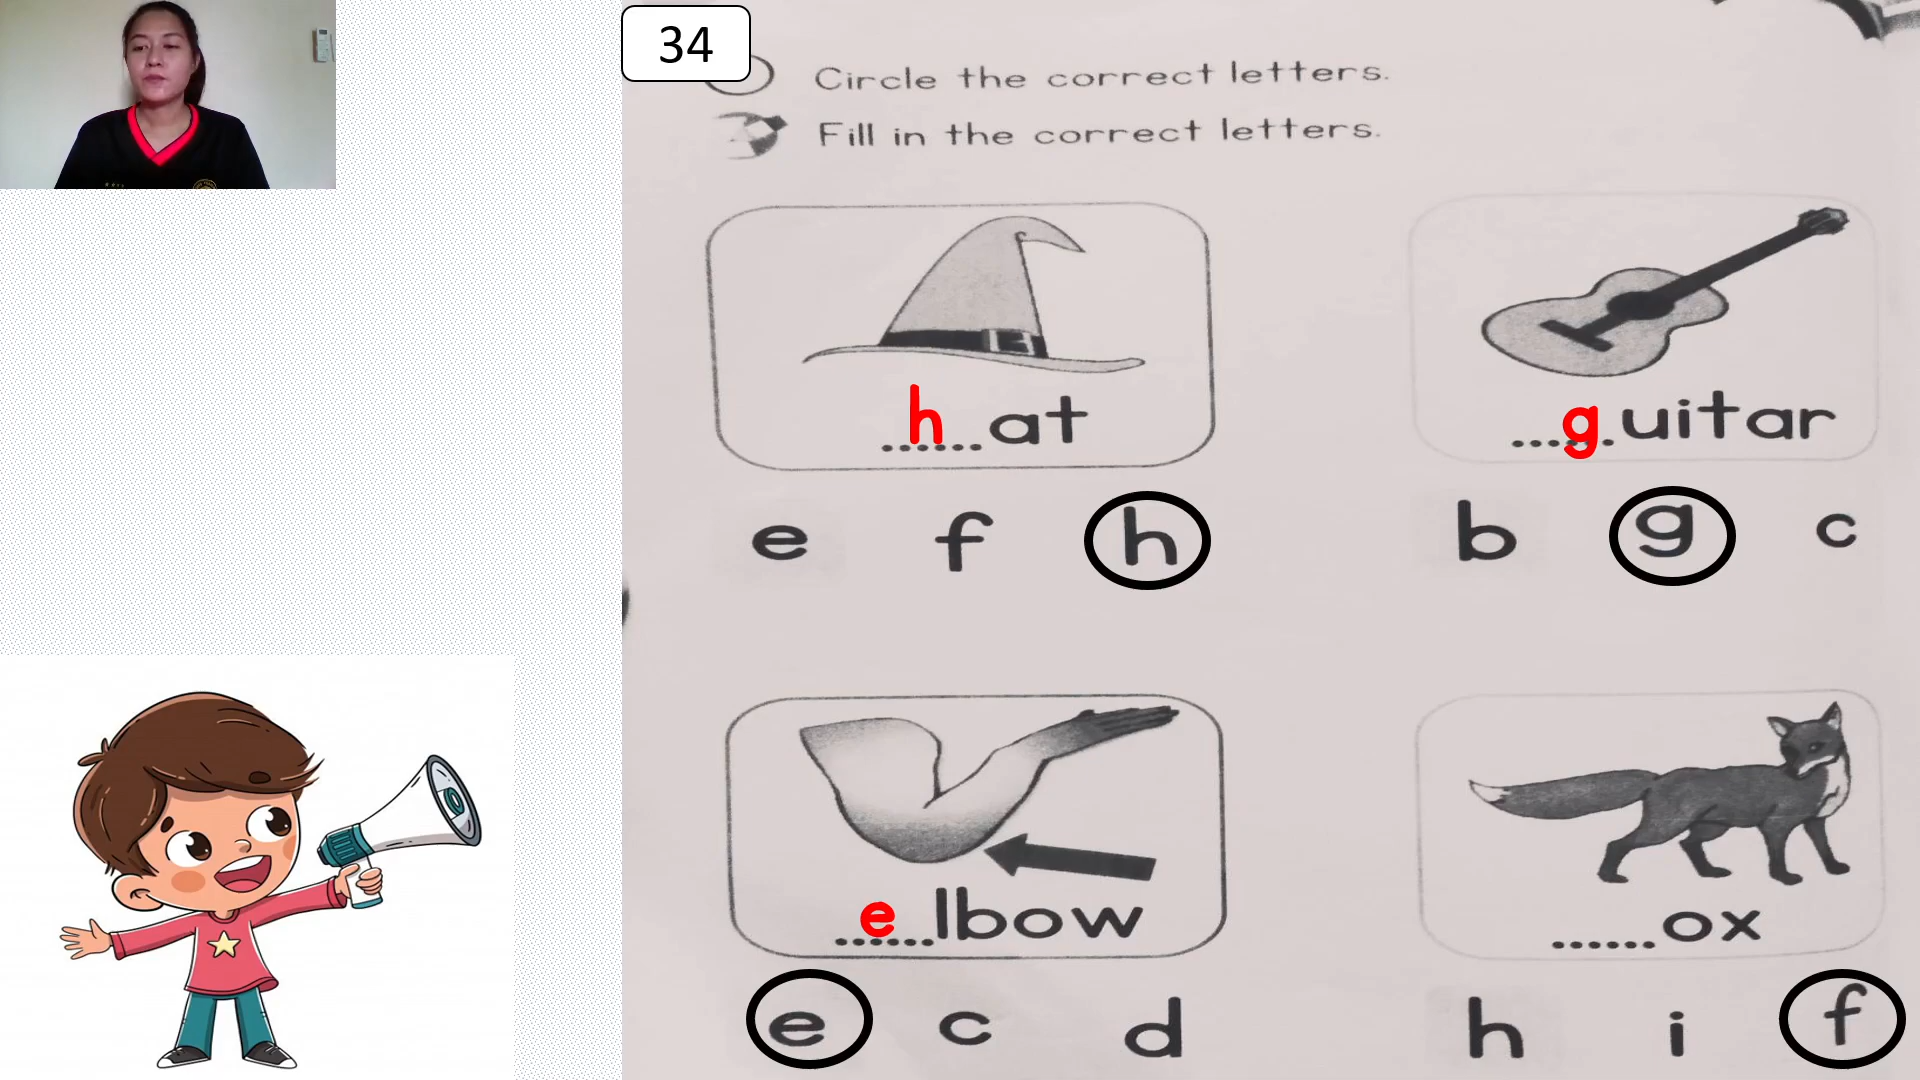 34
Circle the correct letters.
Fill in the correct letters.
h at
g uitar
e f h
b g c
e lbow
ox
e c d
h i f